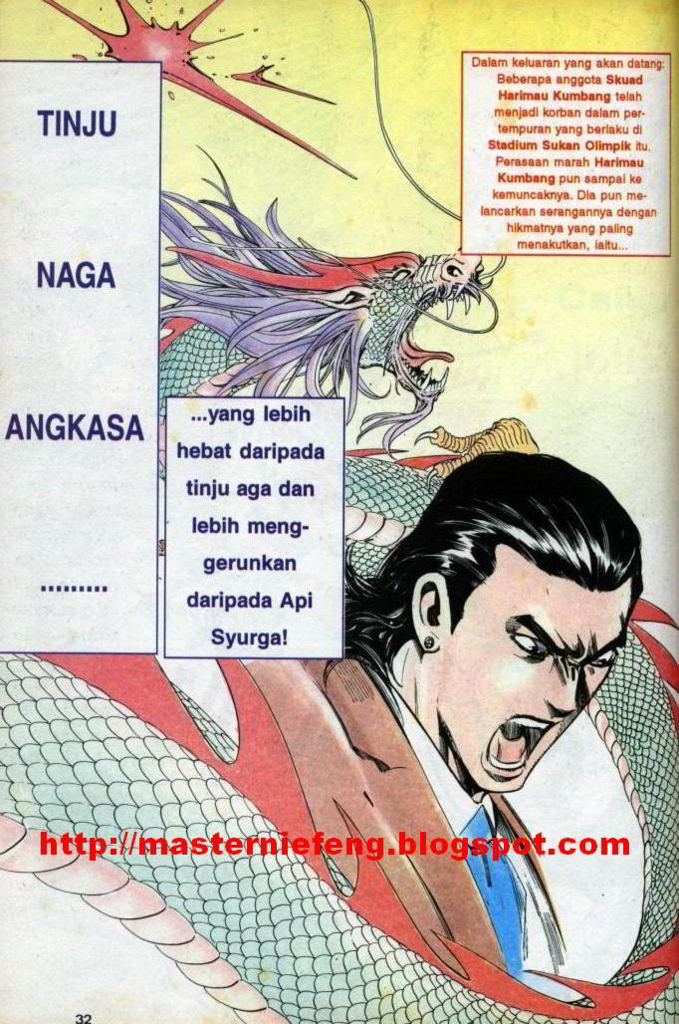 TINJU
NAGA
ANGKASA
.........
Dalam keluaran yang akan datang:
Beberapa anggota Skuad
Harimau Kumbang telah
menjadi korban dalam per-
tempuran yang berlaku di
Stadium Sukan Olimpik itu.
Perasaan marah Harimau
Kumbang pun sampai ke
kemuncaknya. Dia pun me-
lancarkan serangannya dengan
hikmatnya yang paling
menakutkan, iaitu...
...yang lebih
hebat daripada
tinju aga dan
lebih meng-
gerunkan
daripada Api
Syurga!
http://masterniefeng.blogspot.com
32